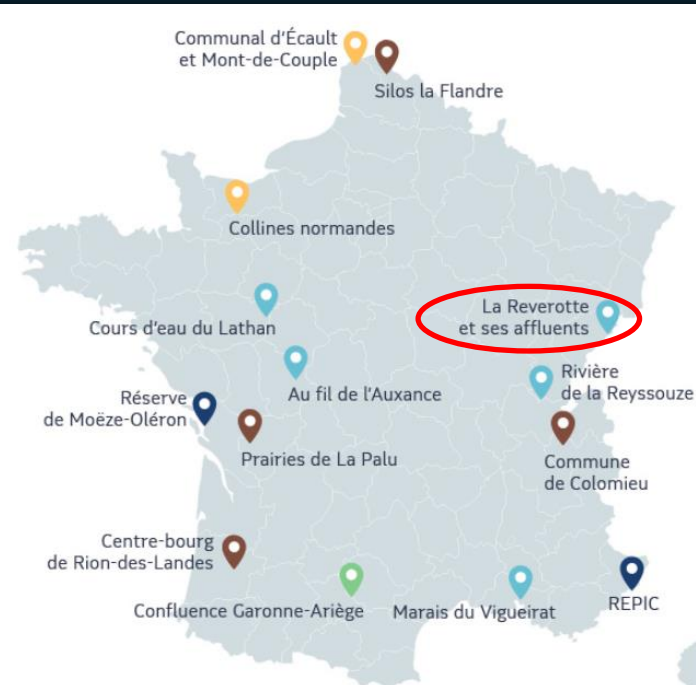 Communal d'Écault
et Mont-de-Couple
Silos la Flandre
Collines normandes
Cours d'eau du Lathan
La Reverotte
et ses affluents
Au fil de l'Auxance
Rivière
de la Reyssouze
Réserve
de Moëze-Oléron
Prairies de La Palu
Commune
de Colomieu
Centre-bourg
de Rion-des-Landes
Confluence Garonne-Ariège
Marais du Vigueirat
REPIC